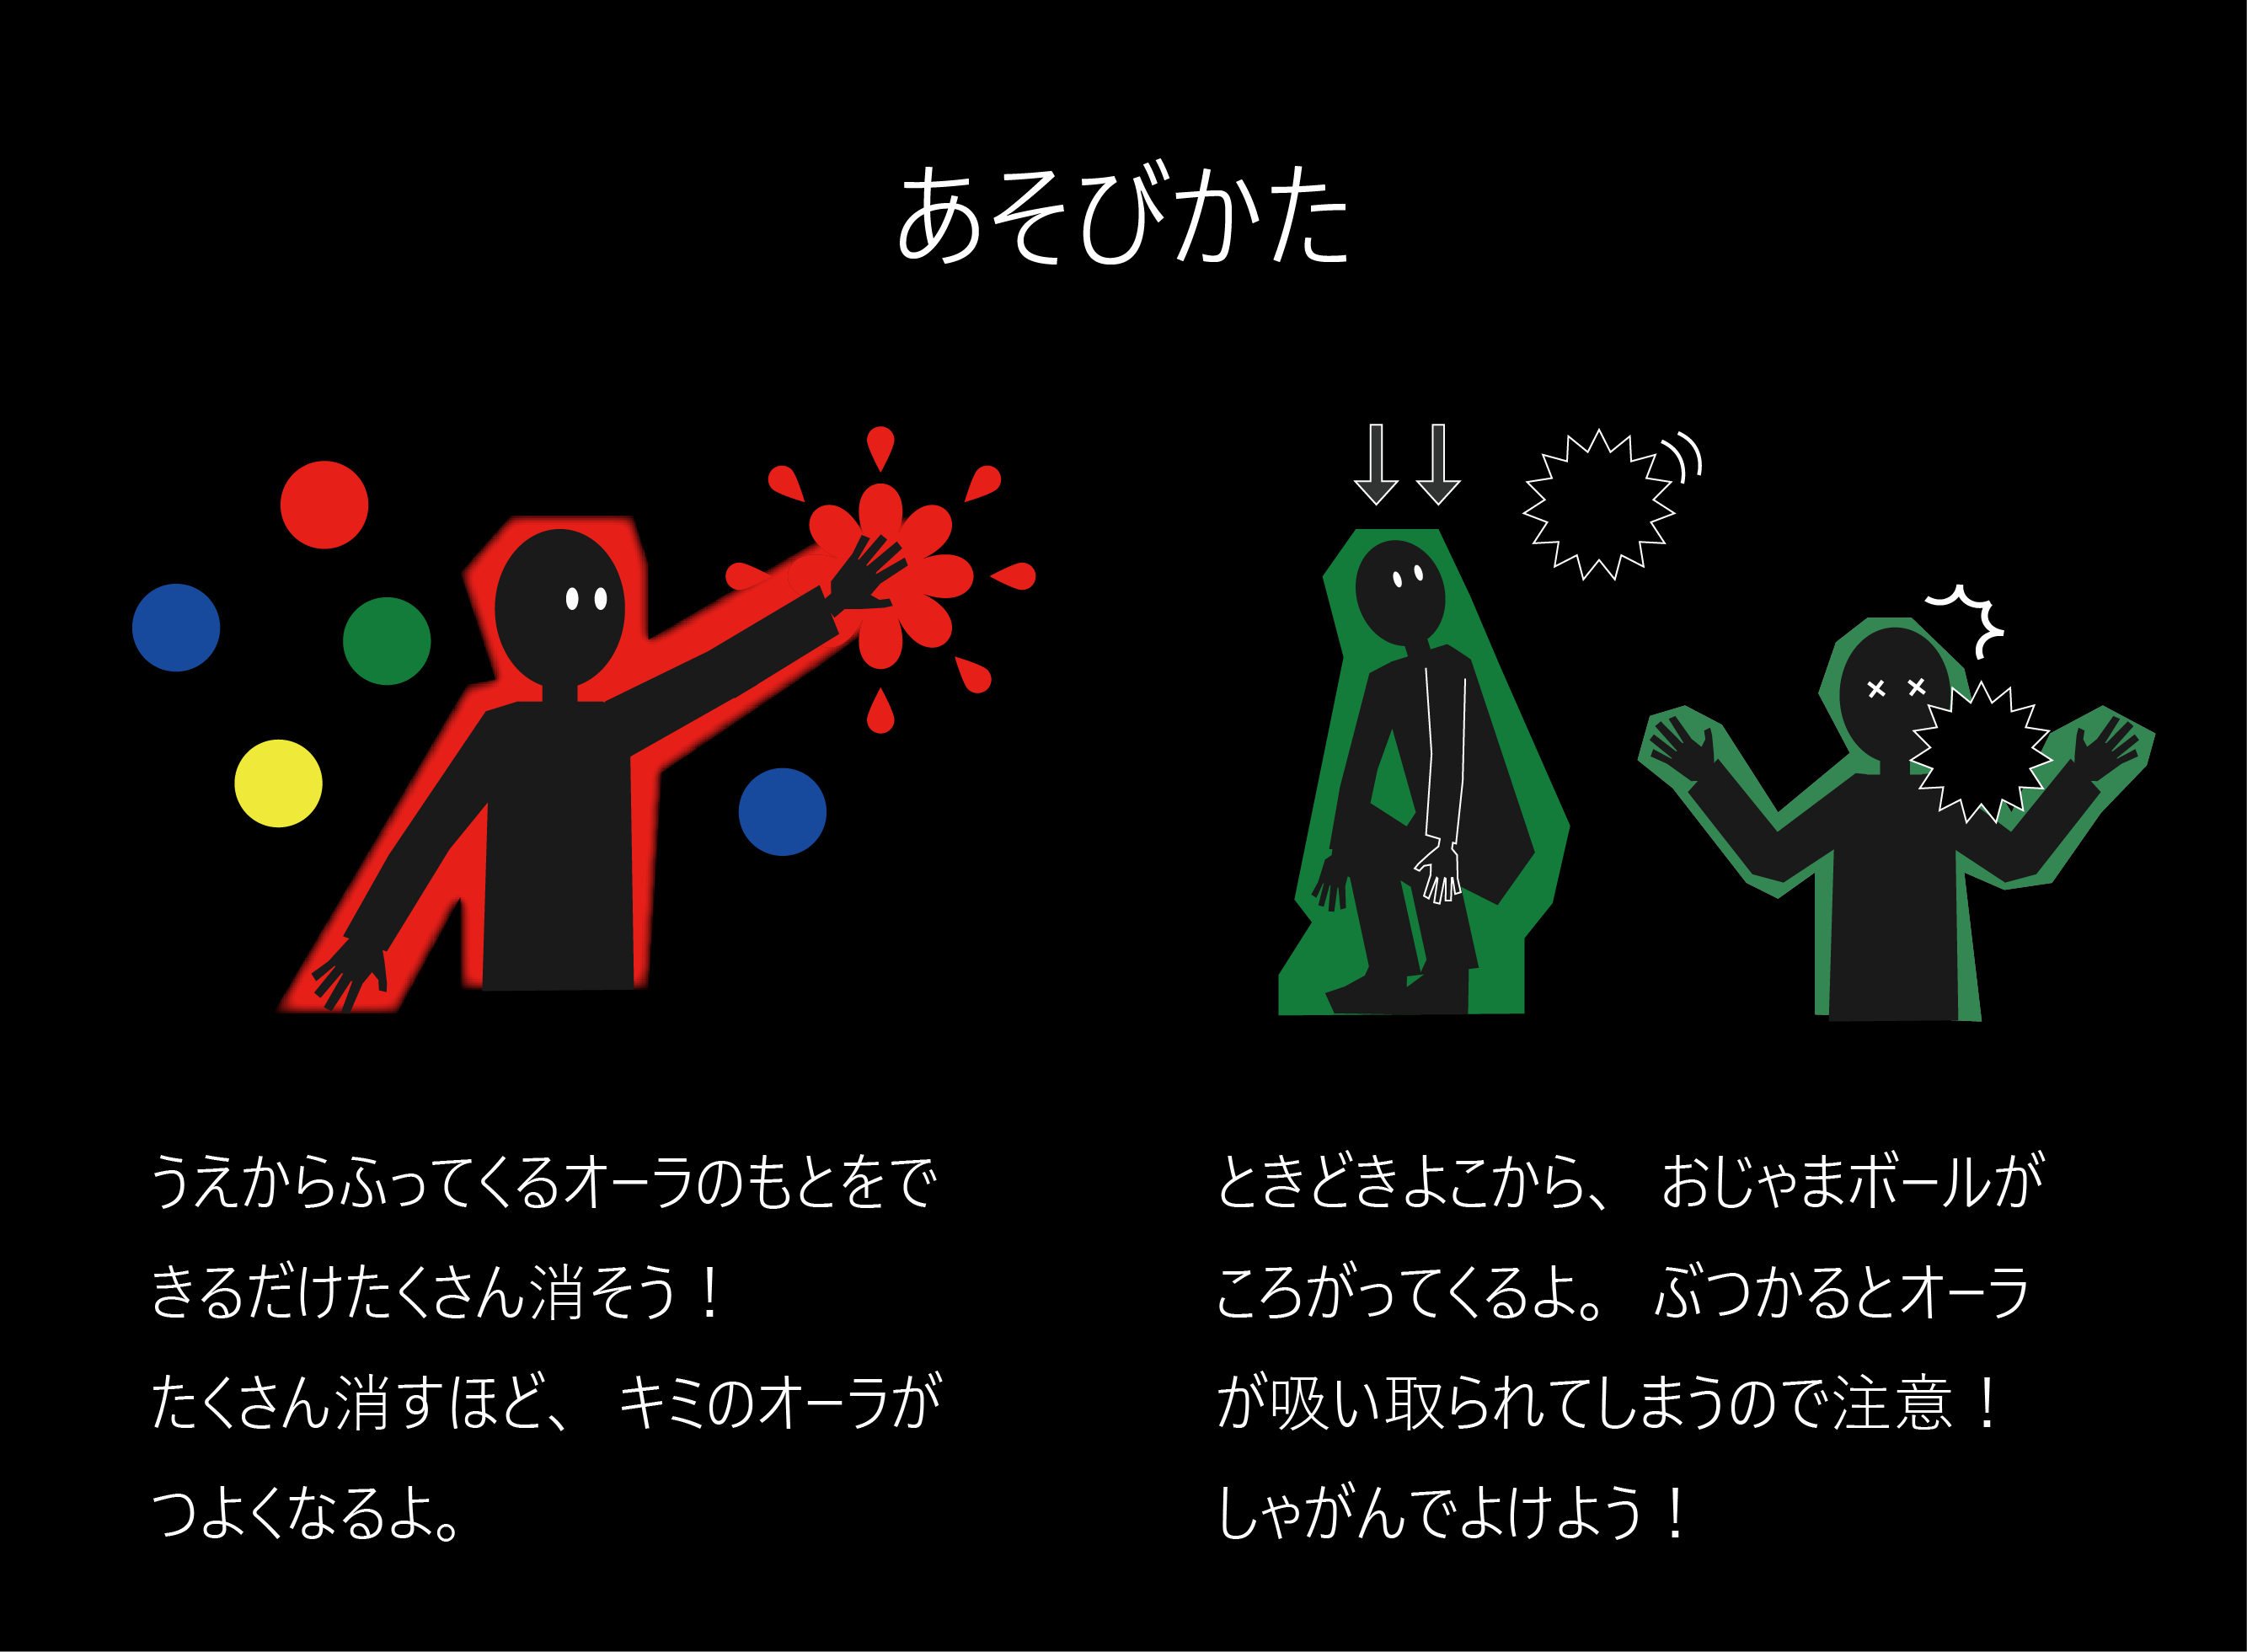 あそびかた
うえからふってくるオーラのもとをで
きるだけたくさん消そう！
たくさん消すほど、 キミのオーラが
つよくなるよ。
ときどきよこから、 おじゃまボールが
ころがってくるよ。 ぶつかるとオーラ
が吸い取られてしまうので注意！
しゃがんでよけよう！